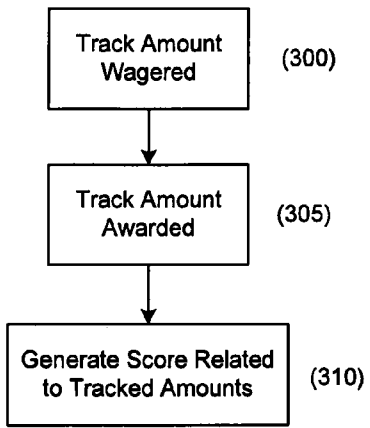 Track Amount
Wagered
(300)
Track Amount
Awarded
(305)
Generate Score Related
to Tracked Amounts
(310)